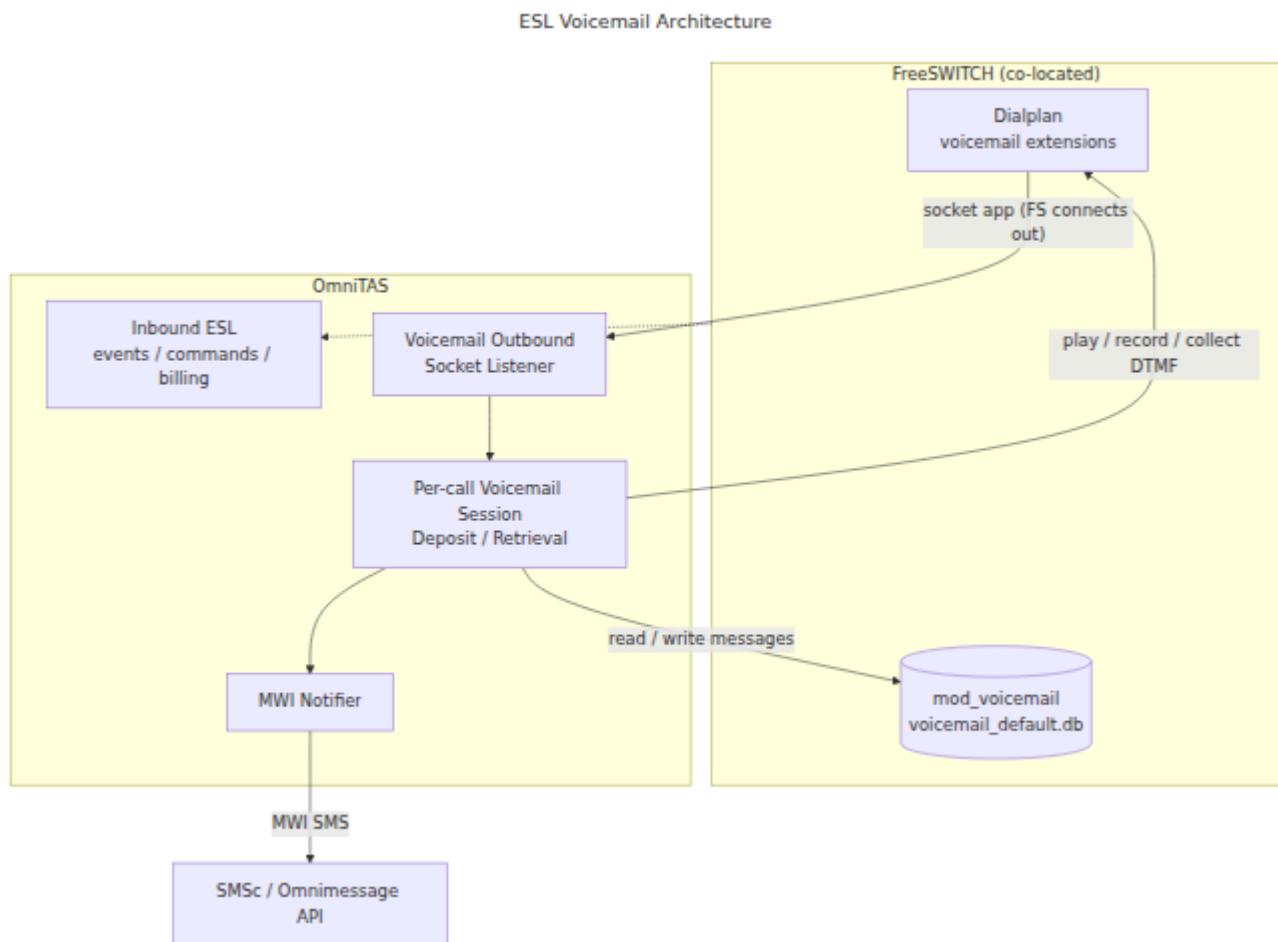 ESL Voicemail Architecture
FreeSWITCH (co-located)
Dialplan
voicemail extensions
socket app (FS connects
out)
OmniTAS
Inbound ESL
events / commands /
billing
Voicemail Outbound
Socket Listener
play / record / collect
DTMF
Per-call Voicemail
Session
Deposit / Retrieval
read / write messages
MWI Notifier
mod_voicemail
voicemail_default.db
MWI SMS
SMSc / Omnimessage
API